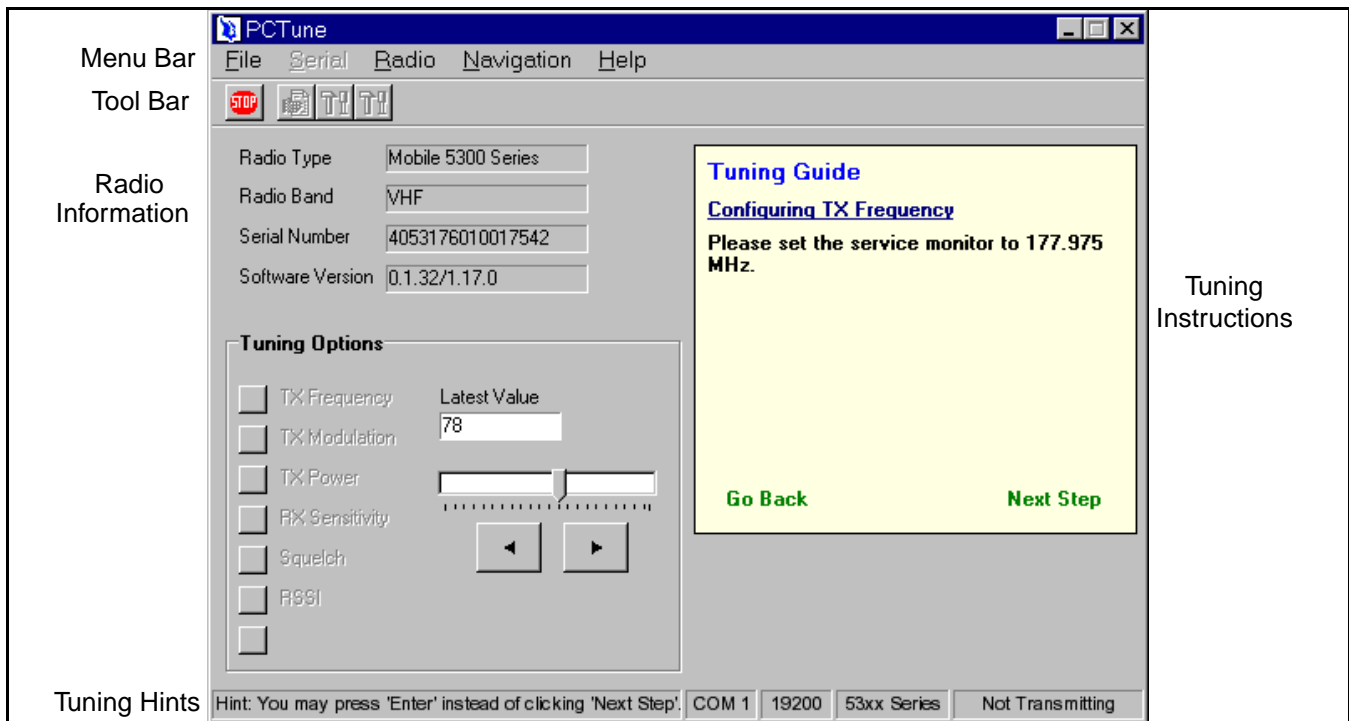 PCTune
Menu Bar
File Serial Radio Navigation Help
Tool Bar
STOP
Radio
Information
Radio Type Mobile 5300 Series
Radio Band VHF
Serial Number 4053176010017542
Software Version 0.1.32/1.17.0
Tuning Guide
Configuring TX Frequency
Please set the service monitor to 177.975
MHz.
Go Back Next Step
Tuning
Instructions
Tuning Options
TX Frequency
TX Modulation
TX Power
RX Sensitivity
Squelch
RSSI
Latest Value
78
Tuning Hints
Hint: You may press 'Enter' instead of clicking 'Next Step'. COM 1 19200 53xx Series Not Transmitting